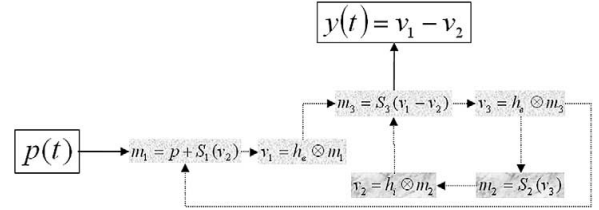 y(t) = v₁ − v₂
m₃ = S₃(v₁ − v₂)
v₃ = hₑ ⊗ m₃
p(t)
m₁ = p + S₁(v₂)
v₁ = hₑ ⊗ m₁
v₂ = hᵢ ⊗ m₂
m₂ = S₂(v₃)